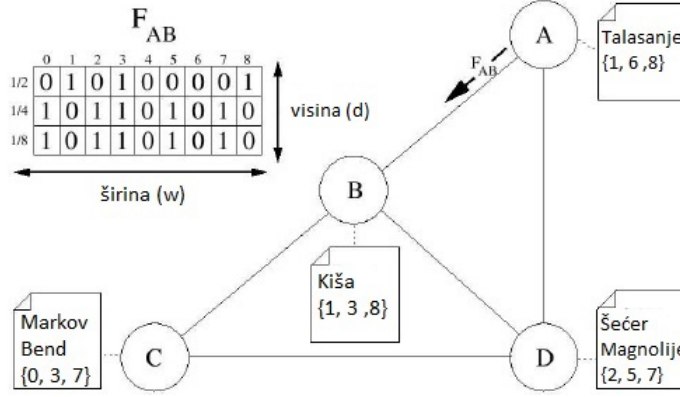 F_AB
0 1 2 3 4 5 6 7 8
1/2 0 1 0 1 0 0 0 0 1
1/4 1 0 1 1 0 1 0 1 0
1/8 1 0 1 1 0 1 0 1 0
visina (d)
širina (w)
F_AB
A
Talasanje
{1, 6 ,8}
B
Kiša
{1, 3 ,8}
Markov
Bend
{0, 3, 7}
C
D
Šećer
Magnolije
{2, 5, 7}